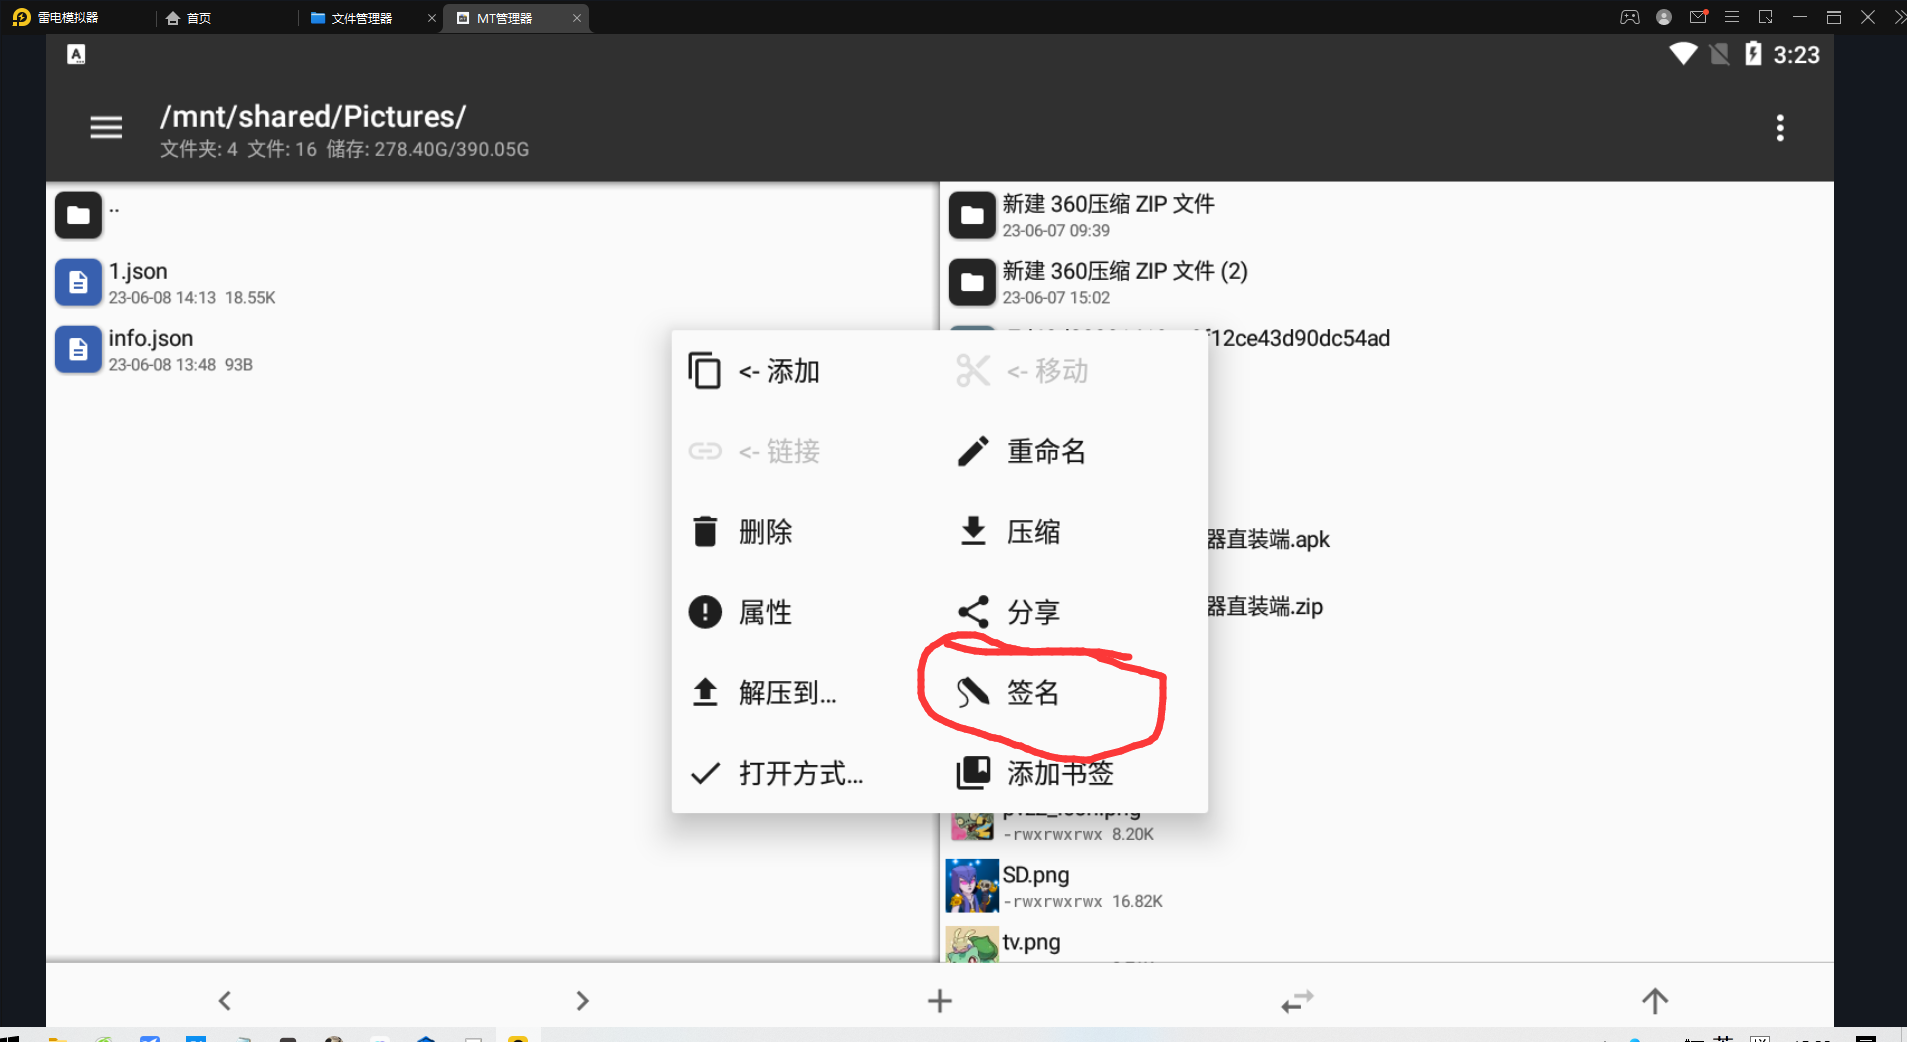 雷电模拟器
首页
文件管理器
MT管理器
A
3:23
/mnt/shared/Pictures/
文件夹: 4 文件: 16 储存: 278.40G/390.05G
..
1.json
23-06-08 14:13 18.55K
info.json
23-06-08 13:48 93B
新建 360压缩 ZIP 文件
23-06-07 09:39
新建 360压缩 ZIP 文件 (2)
23-06-07 15:02
f12ce43d90dc54ad
器直装端.apk
器直装端.zip
<- 添加
<- 移动
<- 链接
重命名
删除
压缩
属性
分享
解压到...
签名
打开方式...
添加书签
-rwxrwxrwx 8.20K
SD.png
-rwxrwxrwx 16.82K
tv.png